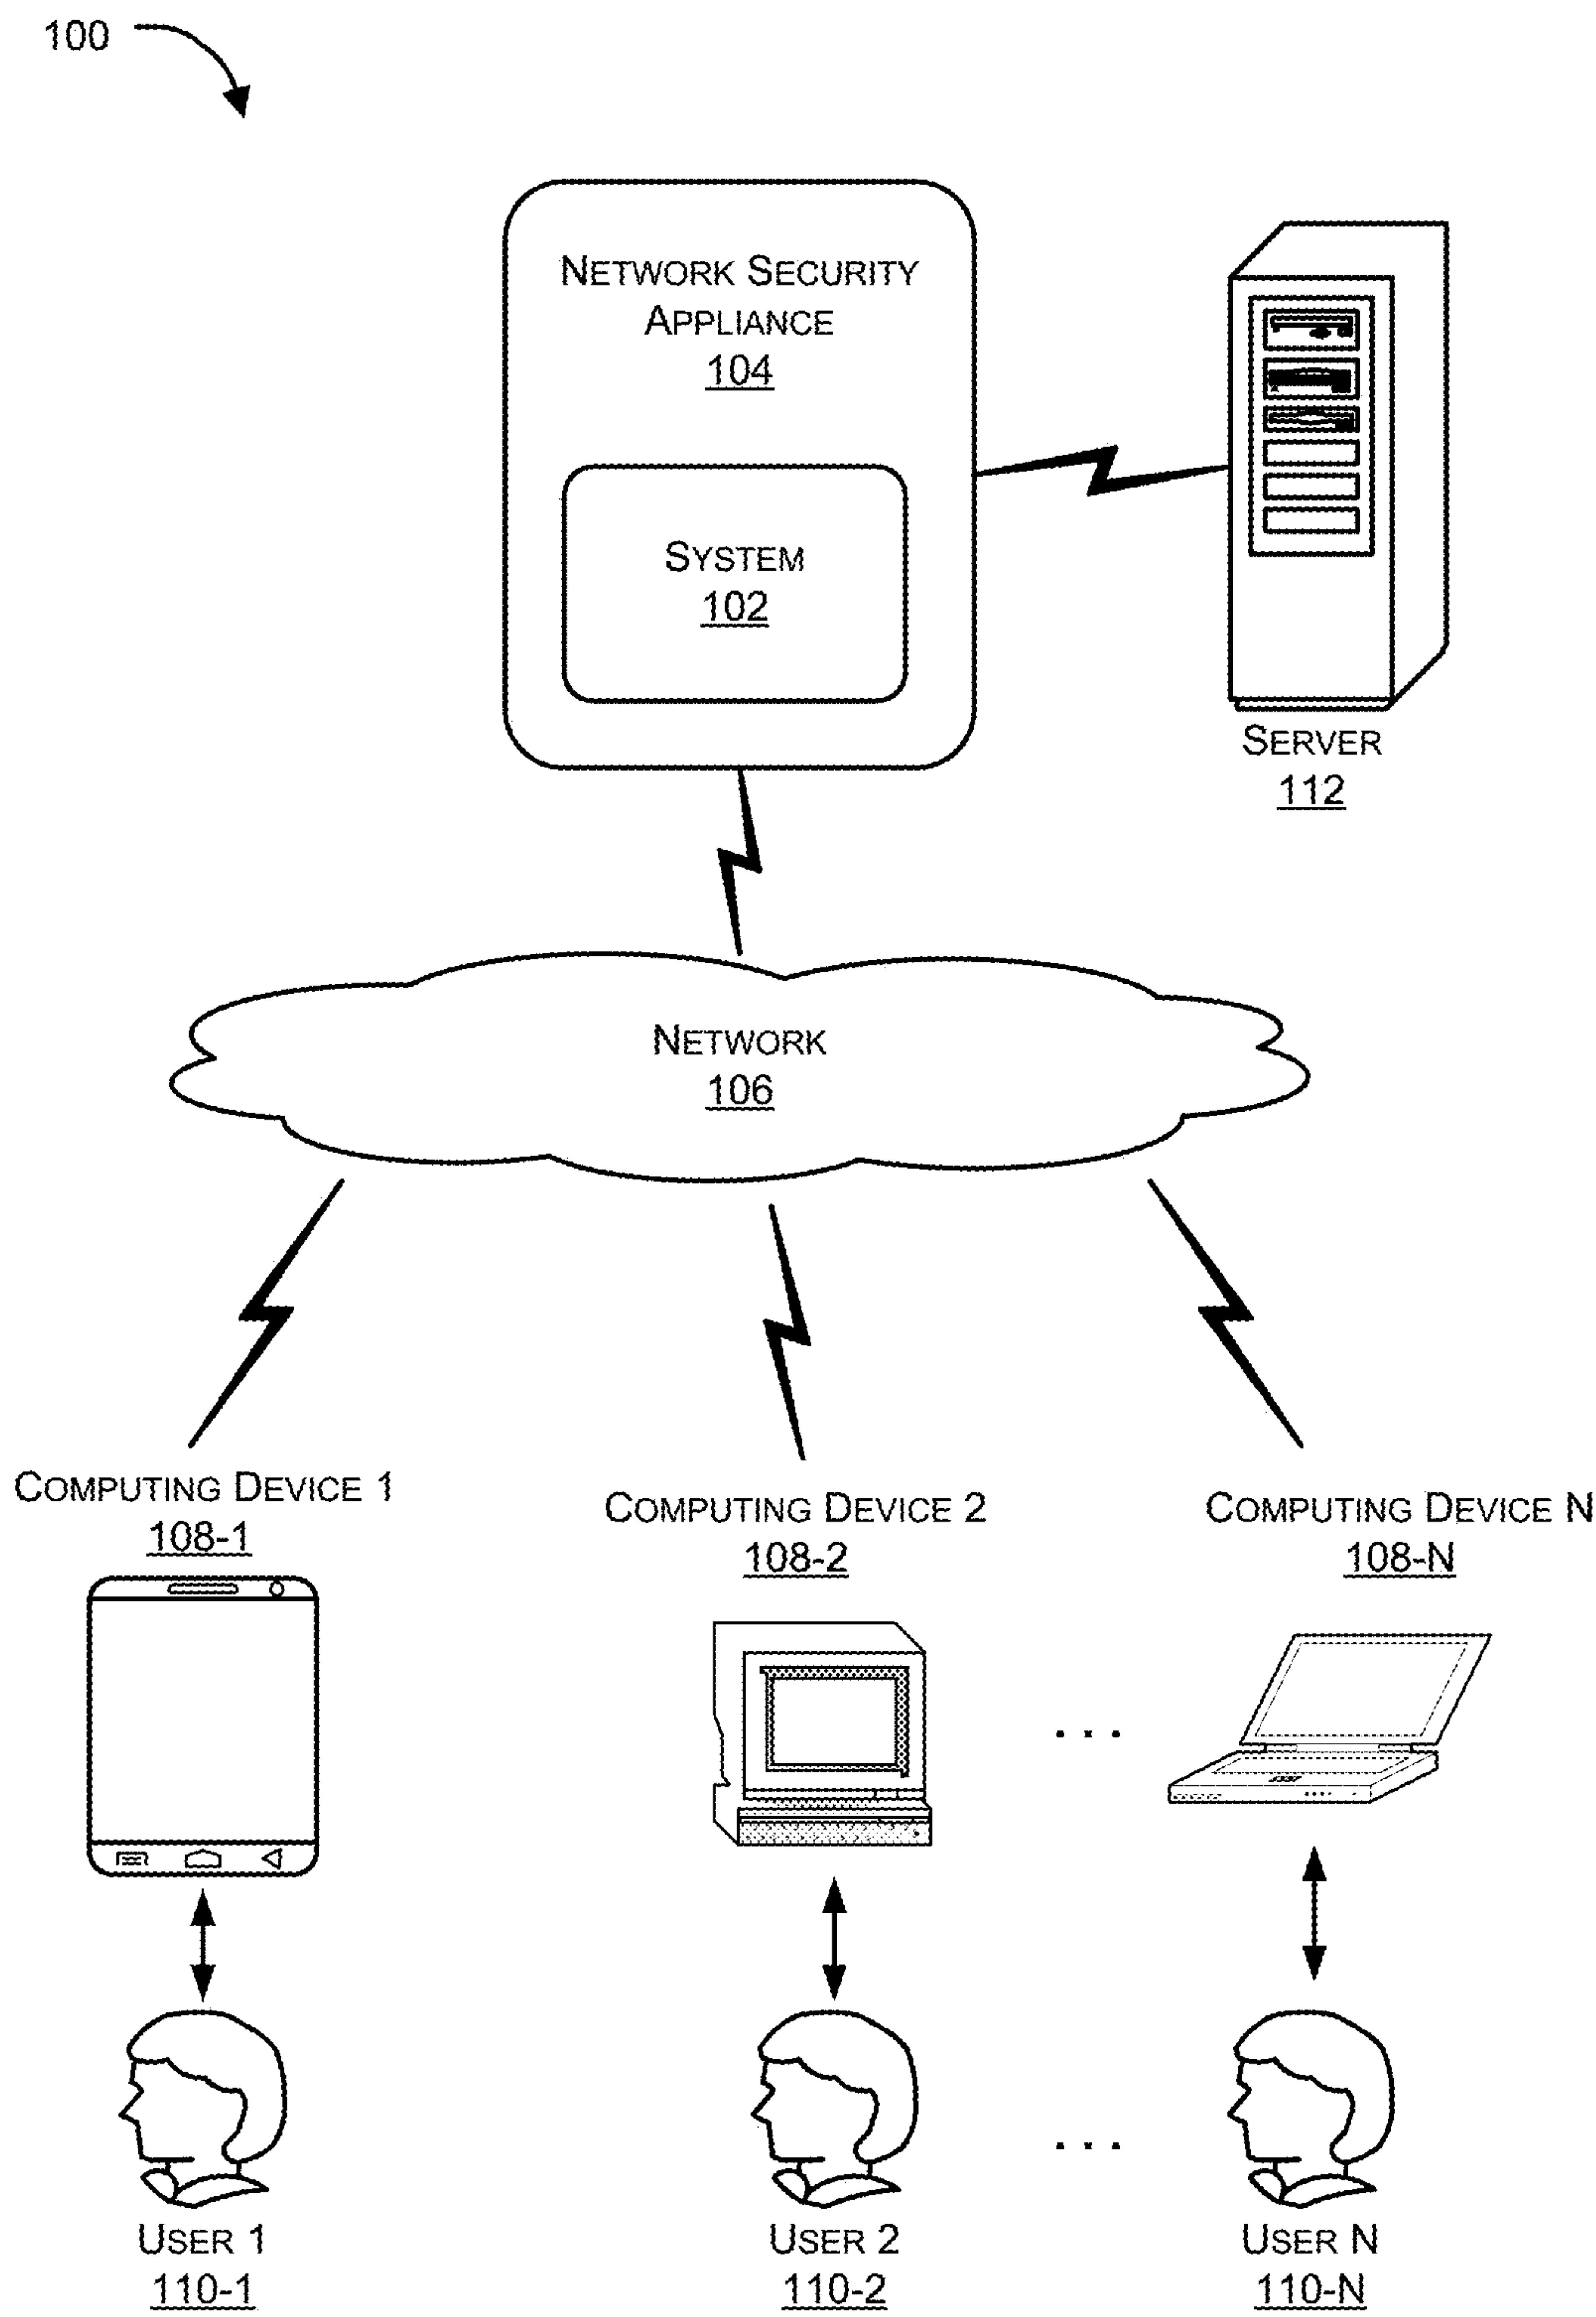 100
NETWORK SECURITY
APPLIANCE
104
SYSTEM
102
SERVER
112
NETWORK
106
COMPUTING DEVICE 1
108-1
COMPUTING DEVICE 2
108-2
COMPUTING DEVICE N
108-N
. . .
. . .
USER 1
110-1
USER 2
110-2
USER N
110-N